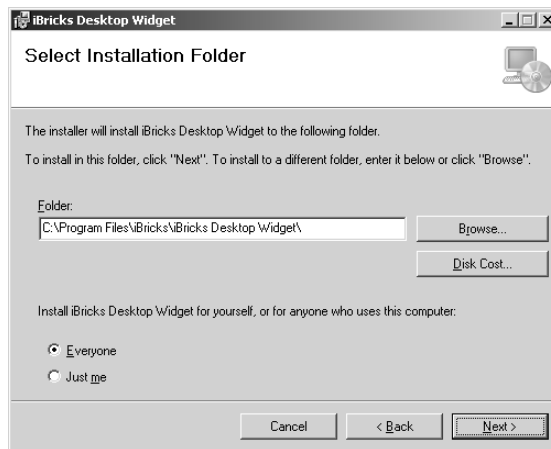 iBricks Desktop Widget
Select Installation Folder
The installer will install iBricks Desktop Widget to the following folder.
To install in this folder, click "Next". To install to a different folder, enter it below or click "Browse".
Folder:
C:\Program Files\iBricks\iBricks Desktop Widget\
Browse...
Disk Cost...
Install iBricks Desktop Widget for yourself, or for anyone who uses this computer:
Everyone
Just me
Cancel
< Back
Next >